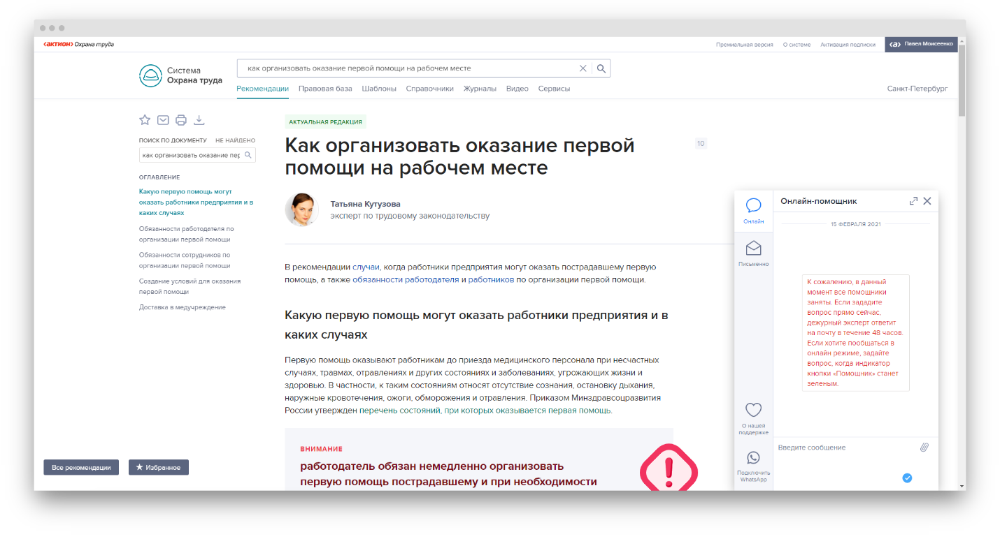 ‹актион› Охрана труда
Премиальная версия О системе Активация подписки ‹а› Павел Моисеенко
Система
Охрана труда
как организовать оказание первой помощи на рабочем месте
Рекомендации Правовая база Шаблоны Справочники Журналы Видео Сервисы
Санкт-Петербург
ПОИСК ПО ДОКУМЕНТУ НЕ НАЙДЕНО
как организовать оказание пер
ОГЛАВЛЕНИЕ
Какую первую помощь могут
оказать работники предприятия и в
каких случаях
Обязанности работодателя по
организации первой помощи
Обязанности сотрудников по
организации первой помощи
Создание условий для оказания
первой помощи
Доставка в медучреждение
Все рекомендации
Избранное
АКТУАЛЬНАЯ РЕДАКЦИЯ
Как организовать оказание первой
помощи на рабочем месте
10
Татьяна Кутузова
эксперт по трудовому законодательству
В рекомендации случаи, когда работники предприятия могут оказать пострадавшему первую
помощь, а также обязанности работодателя и работников по организации первой помощи.
Какую первую помощь могут оказать работники предприятия и в
каких случаях
Первую помощь оказывают работникам до приезда медицинского персонала при несчастных
случаях, травмах, отравлениях и других состояниях и заболеваниях, угрожающих жизни и
здоровью. В частности, к таким состояниям относят отсутствие сознания, остановку дыхания,
наружные кровотечения, ожоги, обморожения и отравления. Приказом Минздравсоцразвития
России утвержден перечень состояний, при которых оказывается первая помощь.
ВНИМАНИЕ
работодатель обязан немедленно организовать
первую помощь пострадавшему и при необходимости
Онлайн
Письменно
О нашей
поддержке
Подключить
WhatsApp
Онлайн-помощник
15 ФЕВРАЛЯ 2021
К сожалению, в данный
момент все помощники
заняты. Если зададите
вопрос прямо сейчас,
дежурный эксперт ответит
на почту в течение 48 часов.
Если хотите пообщаться в
онлайн режиме, задайте
вопрос, когда индикатор
кнопки «Помощник» станет
зеленым.
Введите сообщение